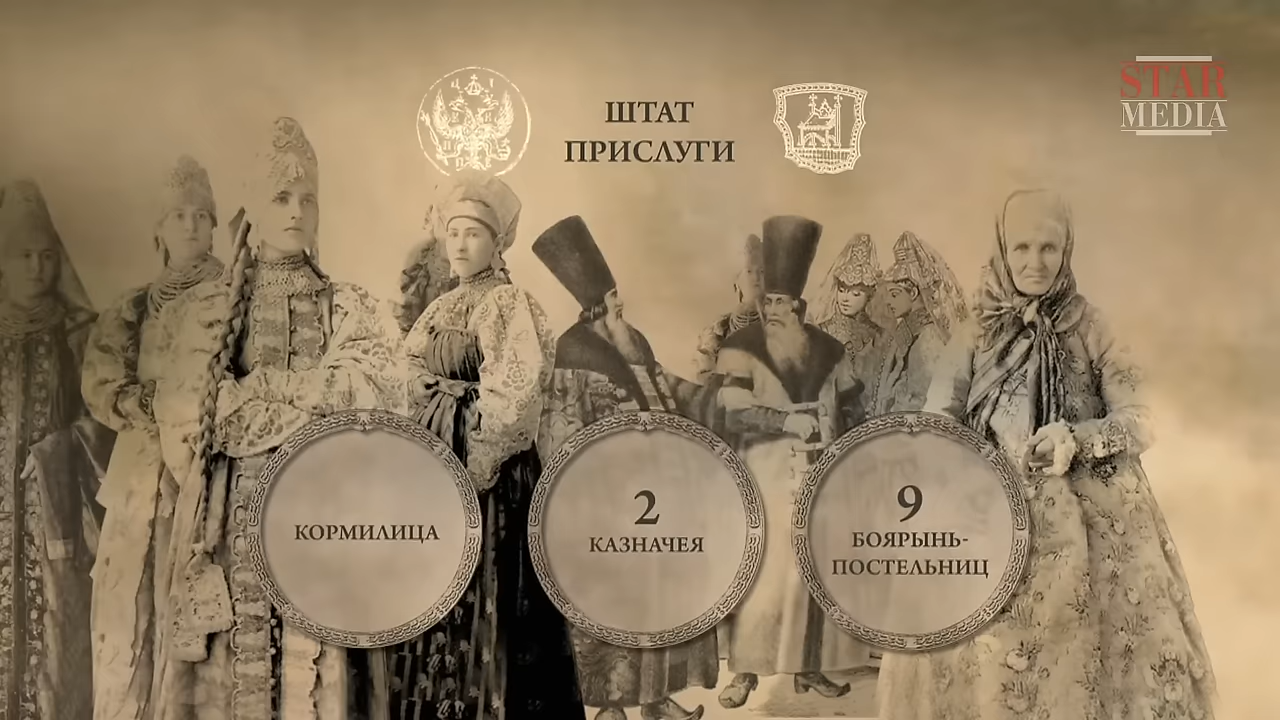 ШТАТ
ПРИСЛУГИ
STAR
MEDIA
КОРМИЛИЦА
2
КАЗНАЧЕЯ
9
БОЯРЫНЬ-
ПОСТЕЛЬНИЦ